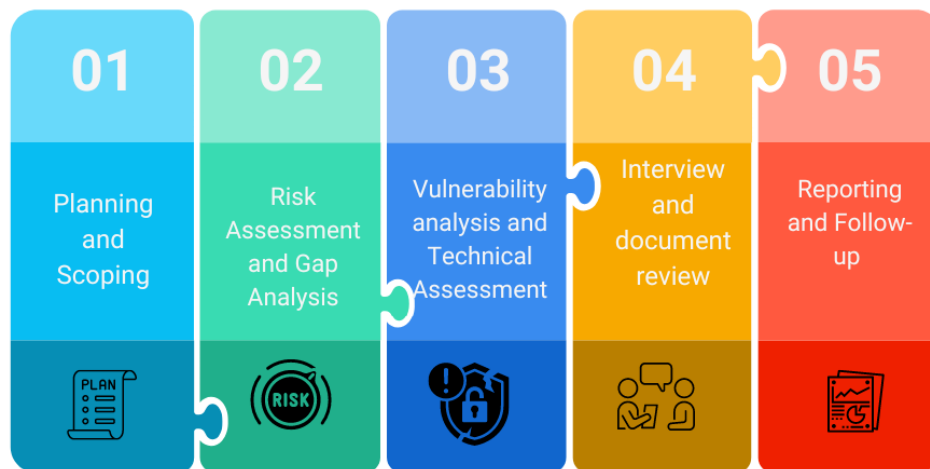 01
Planning
and
Scoping
PLAN
02
Risk
Assessment
and Gap
Analysis
RISK
03
Vulnerability
analysis and
Technical
Assessment
04
Interview
and
document
review
05
Reporting
and Follow-
up